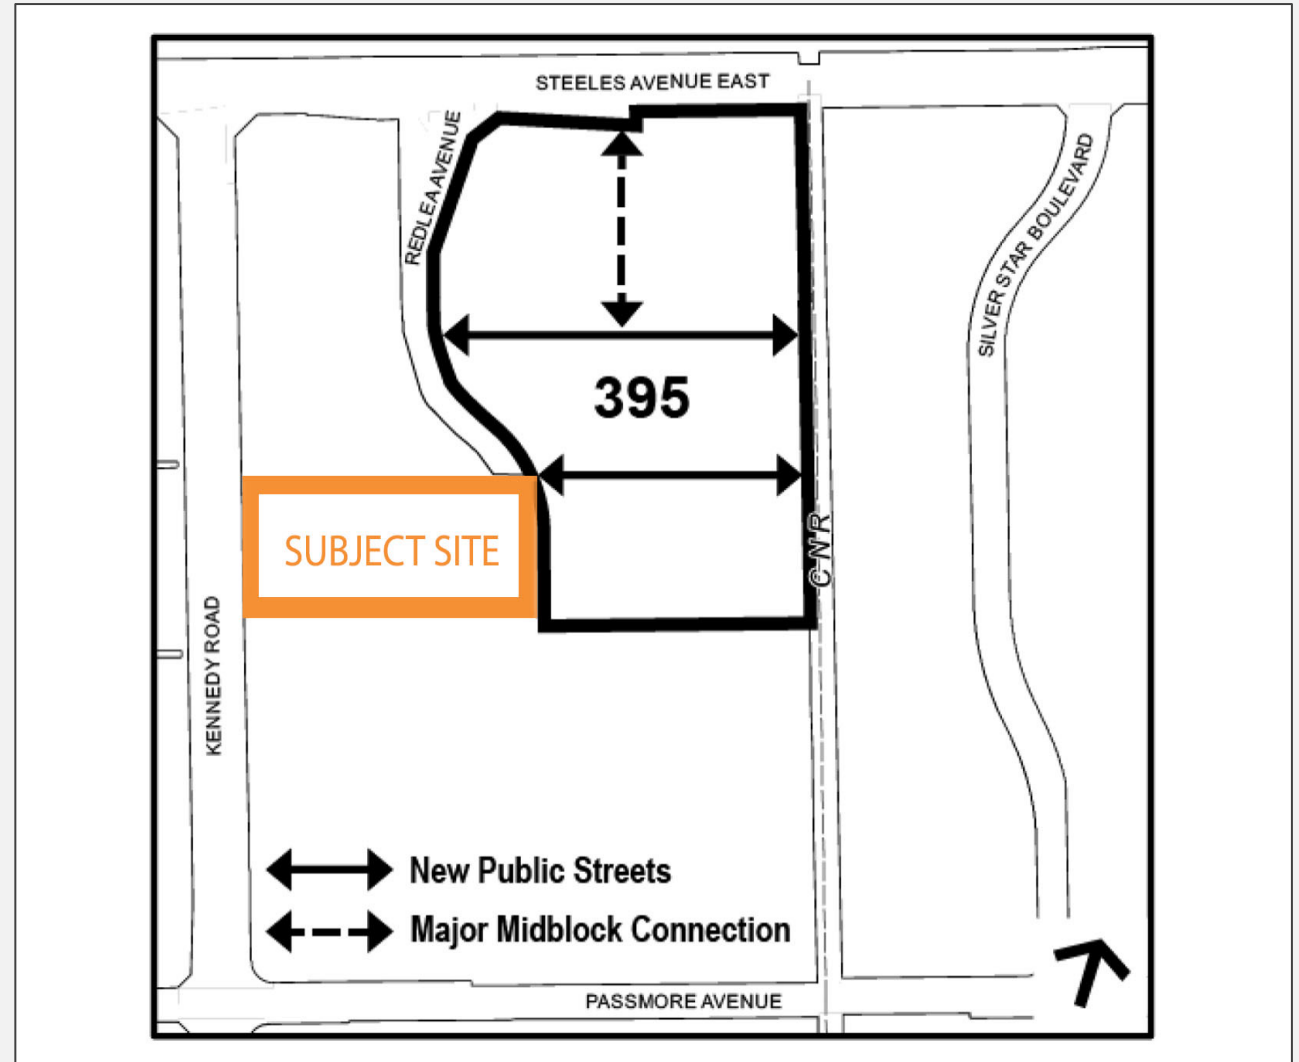 STEELES AVENUE EAST
REDLEA AVENUE
SILVER STAR BOULEVARD
395
CNR
SUBJECT SITE
KENNEDY ROAD
New Public Streets
Major Midblock Connection
PASSMORE AVENUE